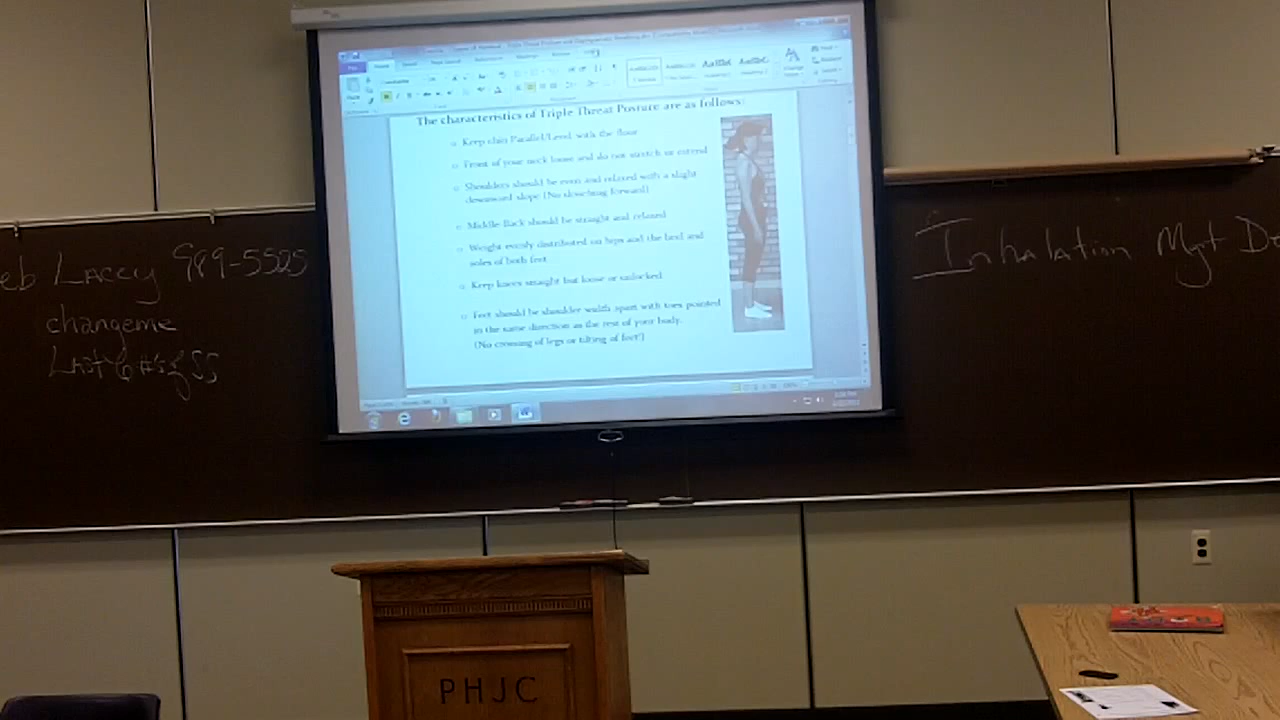 The characteristics of Triple Threat Posture are as follows:
Keep chin Parallel/Level with the floor
Front of your neck loose and do not stretch or extend
Shoulders should be even and relaxed with a slight
downward slope (No slouching forward)
Middle Back should be straight and relaxed
Weight evenly distributed on hips and the heel and
soles of both feet
Keep knees straight but loose or unlocked
Feet should be shoulder width apart with toes pointed
in the same direction as the rest of your body.
(No crossing of legs or tilting of feet!)
eb Lacey 989-5525
changeme
Last 6 #'s of SS
Inhalation Mgt
PHJC